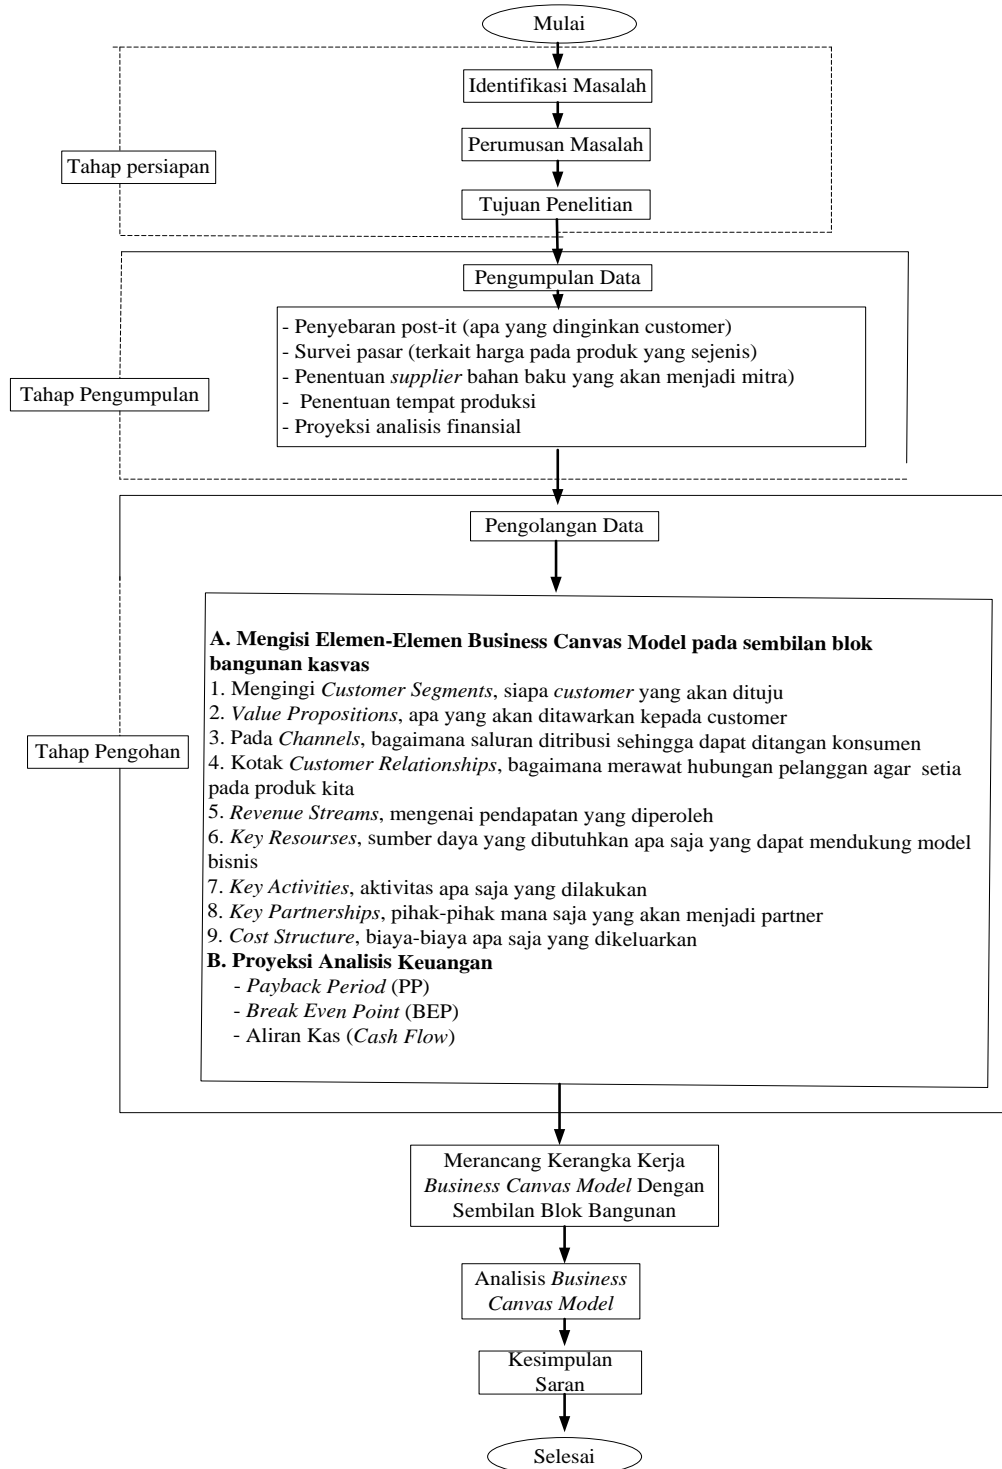 Mulai
Identifikasi Masalah
Perumusan Masalah
Tahap persiapan
Tujuan Penelitian
Pengumpulan Data
- Penyebaran post-it (apa yang dinginkan customer)
- Survei pasar (terkait harga pada produk yang sejenis)
- Penentuan supplier bahan baku yang akan menjadi mitra)
- Penentuan tempat produksi
- Proyeksi analisis finansial
Tahap Pengumpulan
Pengolangan Data
A. Mengisi Elemen-Elemen Business Canvas Model pada sembilan blok
bangunan kasvas
1. Mengingi Customer Segments, siapa customer yang akan dituju
2. Value Propositions, apa yang akan ditawarkan kepada customer
3. Pada Channels, bagaimana saluran ditribusi sehingga dapat ditangan konsumen
4. Kotak Customer Relationships, bagaimana merawat hubungan pelanggan agar setia
pada produk kita
5. Revenue Streams, mengenai pendapatan yang diperoleh
6. Key Resourses, sumber daya yang dibutuhkan apa saja yang dapat mendukung model
bisnis
7. Key Activities, aktivitas apa saja yang dilakukan
8. Key Partnerships, pihak-pihak mana saja yang akan menjadi partner
9. Cost Structure, biaya-biaya apa saja yang dikeluarkan
B. Proyeksi Analisis Keuangan
- Payback Period (PP)
- Break Even Point (BEP)
- Aliran Kas (Cash Flow)
Tahap Pengohan
Merancang Kerangka Kerja
Business Canvas Model Dengan
Sembilan Blok Bangunan
Analisis Business
Canvas Model
Kesimpulan
Saran
Selesai